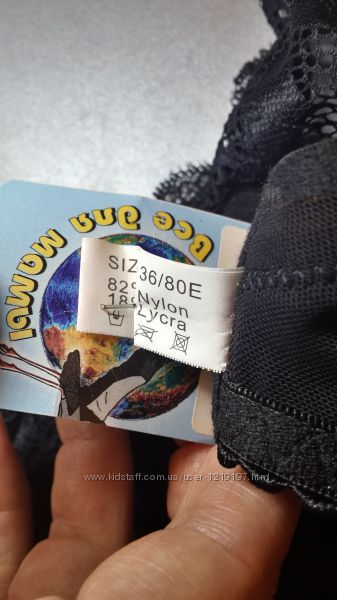 Все для мамы
SIZ 36/80E
82 Nylon
18 Lycra
www.kidstaff.com.ua/user-1219197.html